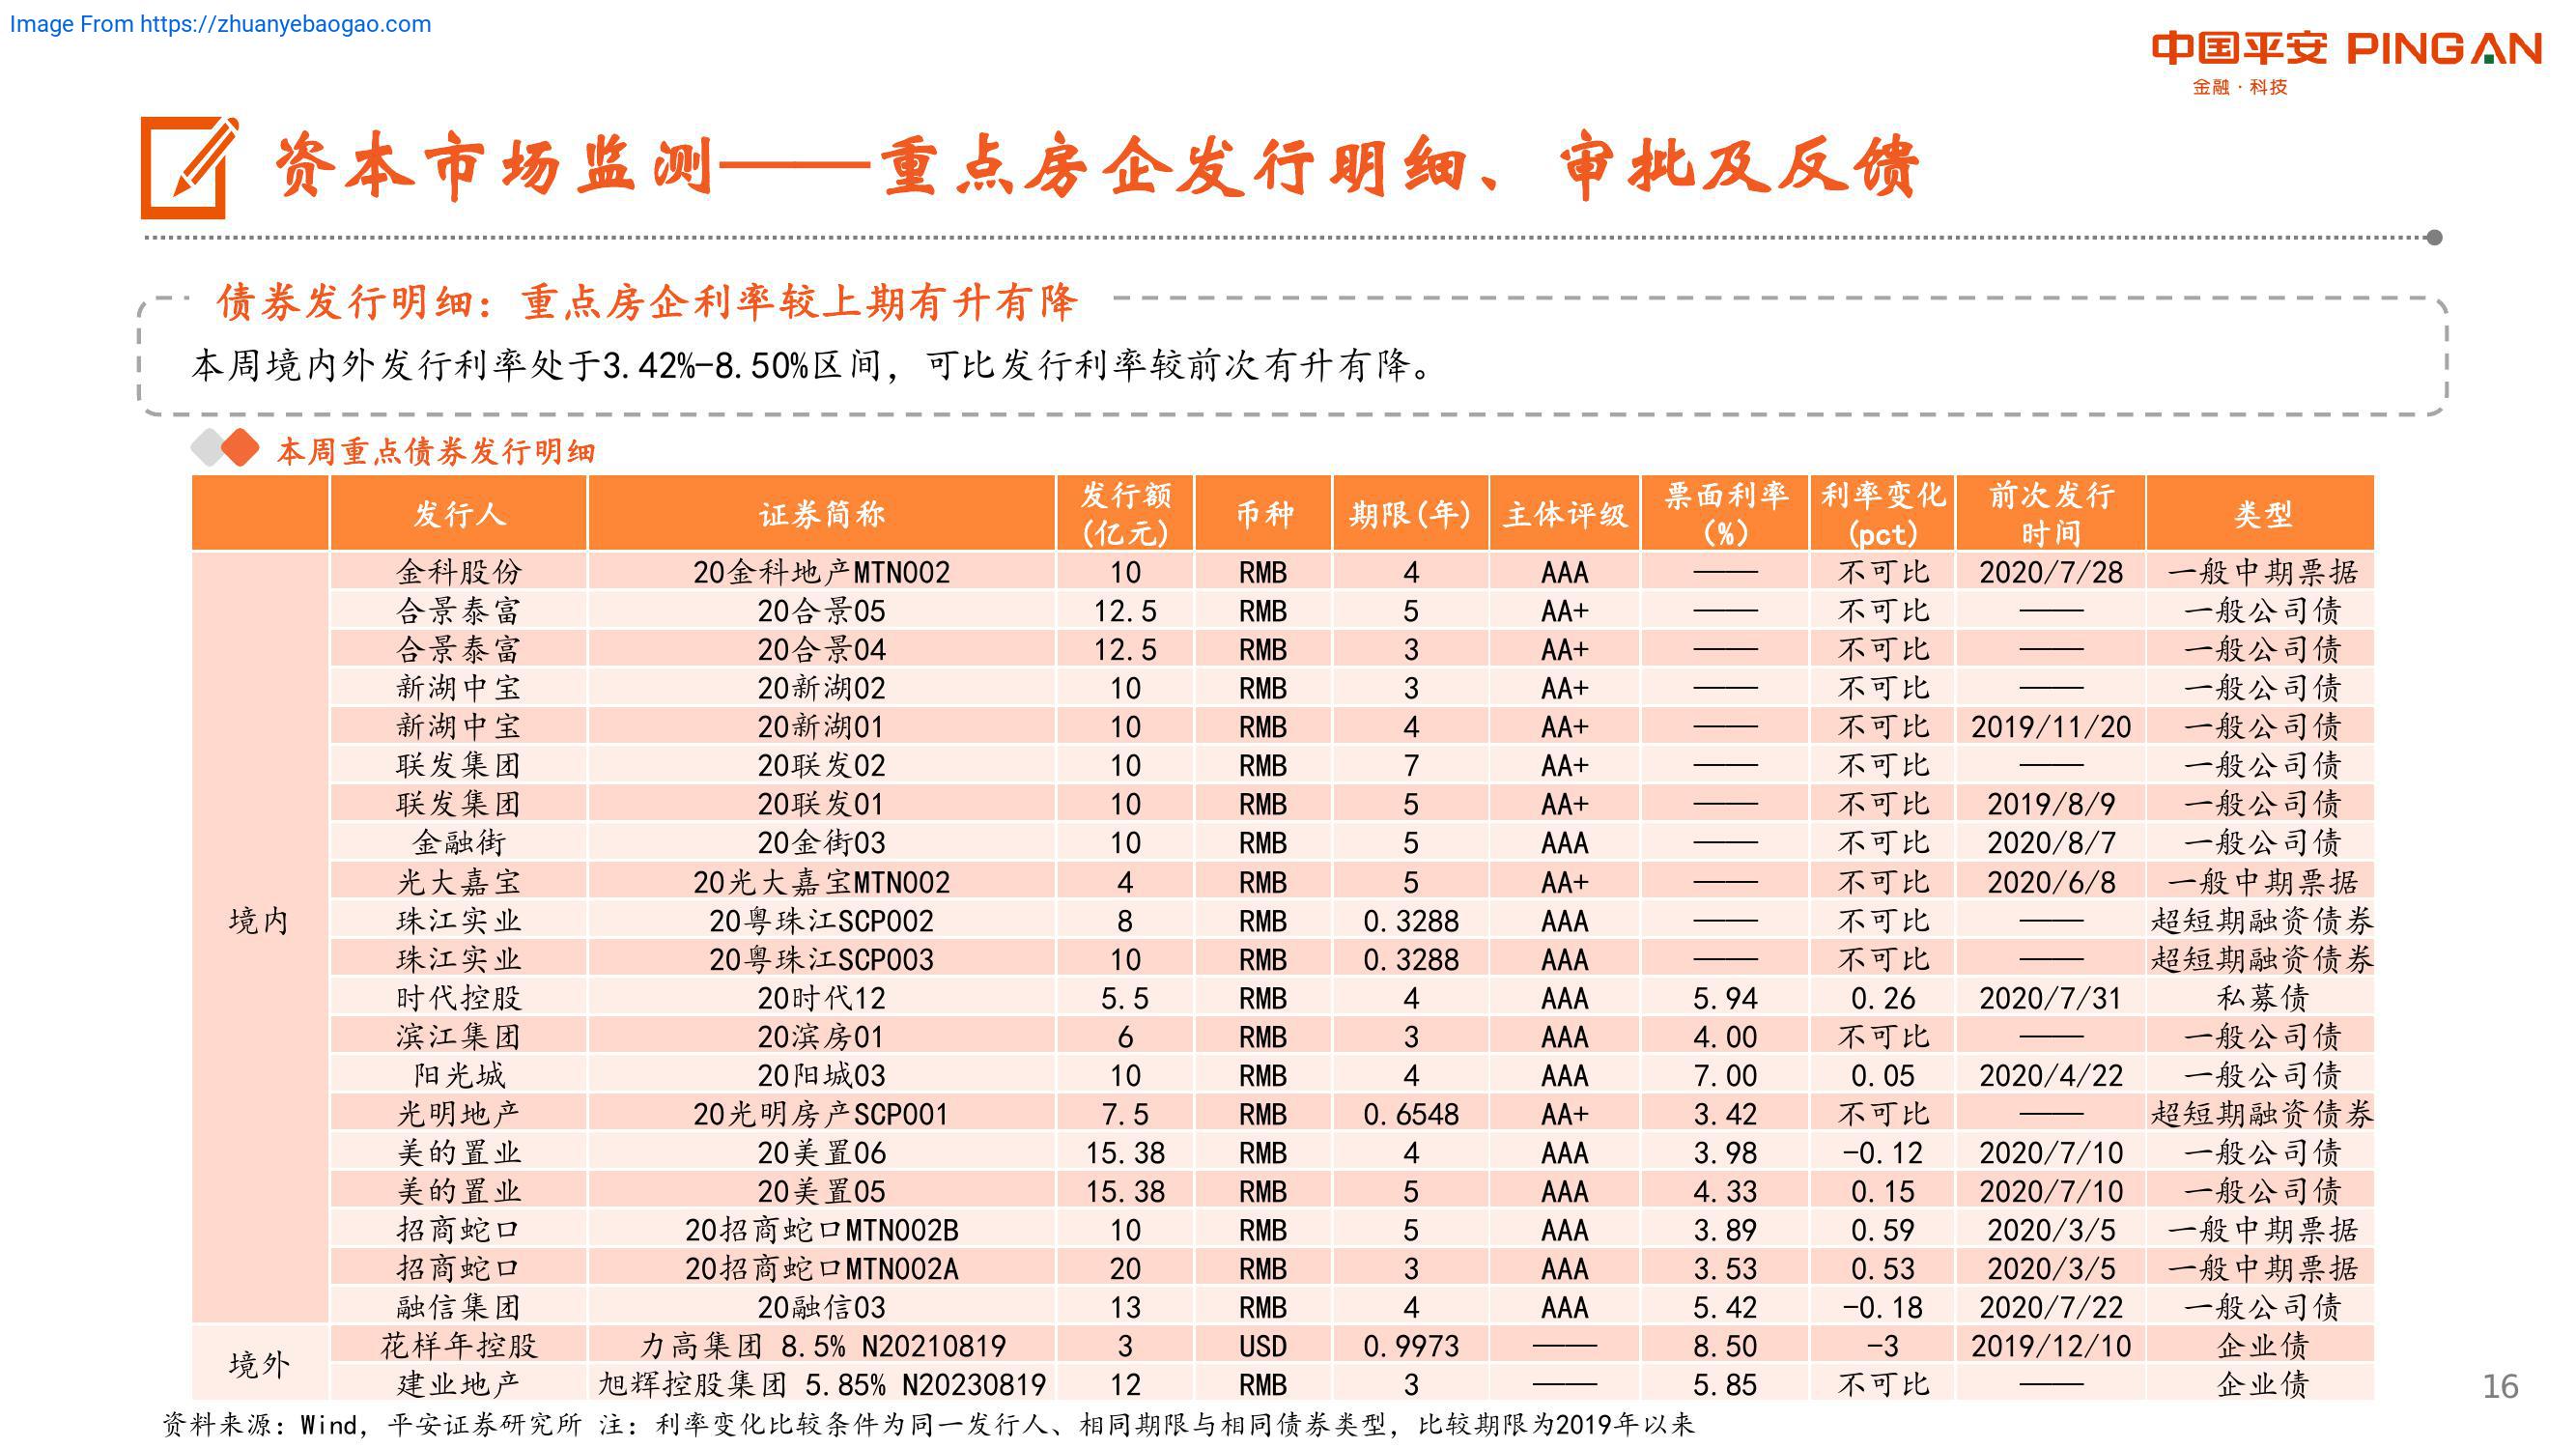 Image From https://zhuanyebaogao.com
中国平安 PINGAN
金融·科技
资本市场监测——重点房企发行明细、审批及反馈
债券发行明细：重点房企利率较上期有升有降
本周境内外发行利率处于3.42%-8.50%区间，可比发行利率较前次有升有降。
本周重点债券发行明细
发行人 证券简称 发行额(亿元) 币种 期限(年) 主体评级 票面利率(%) 利率变化(pct) 前次发行时间 类型
境内
金科股份 20金科地产MTN002 10 RMB 4 AAA —— 不可比 2020/7/28 一般中期票据
合景泰富 20合景05 12.5 RMB 5 AA+ —— 不可比 —— 一般公司债
合景泰富 20合景04 12.5 RMB 3 AA+ —— 不可比 —— 一般公司债
新湖中宝 20新湖02 10 RMB 3 AA+ —— 不可比 —— 一般公司债
新湖中宝 20新湖01 10 RMB 4 AA+ —— 不可比 2019/11/20 一般公司债
联发集团 20联发02 10 RMB 7 AA+ —— 不可比 —— 一般公司债
联发集团 20联发01 10 RMB 5 AA+ —— 不可比 2019/8/9 一般公司债
金融街 20金街03 10 RMB 5 AAA —— 不可比 2020/8/7 一般公司债
光大嘉宝 20光大嘉宝MTN002 4 RMB 5 AA+ —— 不可比 2020/6/8 一般中期票据
珠江实业 20粤珠江SCP002 8 RMB 0.3288 AAA —— 不可比 —— 超短期融资债券
珠江实业 20粤珠江SCP003 10 RMB 0.3288 AAA —— 不可比 —— 超短期融资债券
时代控股 20时代12 5.5 RMB 4 AAA 5.94 0.26 2020/7/31 私募债
滨江集团 20滨房01 6 RMB 3 AAA 4.00 不可比 —— 一般公司债
阳光城 20阳城03 10 RMB 4 AAA 7.00 0.05 2020/4/22 一般公司债
光明地产 20光明房产SCP001 7.5 RMB 0.6548 AA+ 3.42 不可比 —— 超短期融资债券
美的置业 20美置06 15.38 RMB 4 AAA 3.98 -0.12 2020/7/10 一般公司债
美的置业 20美置05 15.38 RMB 5 AAA 4.33 0.15 2020/7/10 一般公司债
招商蛇口 20招商蛇口MTN002B 10 RMB 5 AAA 3.89 0.59 2020/3/5 一般中期票据
招商蛇口 20招商蛇口MTN002A 20 RMB 3 AAA 3.53 0.53 2020/3/5 一般中期票据
融信集团 20融信03 13 RMB 4 AAA 5.42 -0.18 2020/7/22 一般公司债
境外
花样年控股 力高集团 8.5% N20210819 3 USD 0.9973 —— 8.50 -3 2019/12/10 企业债
建业地产 旭辉控股集团 5.85% N20230819 12 RMB 3 —— 5.85 不可比 —— 企业债
资料来源：Wind，平安证券研究所 注：利率变化比较条件为同一发行人、相同期限与相同债券类型，比较期限为2019年以来
16